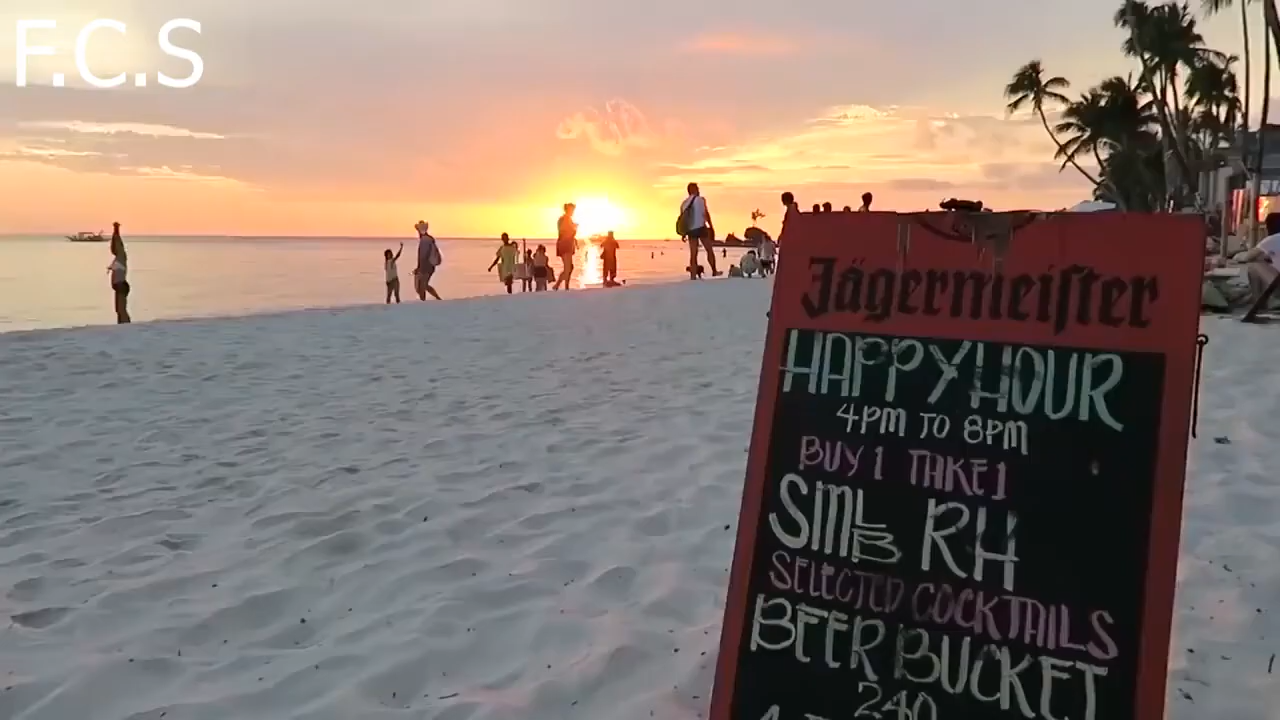 F.C.S
Jägermeister
HAPPY HOUR
4PM TO 8PM
BUY 1 TAKE 1
SML RH
B
SELECTED COCKTAILS
BEER BUCKET
240